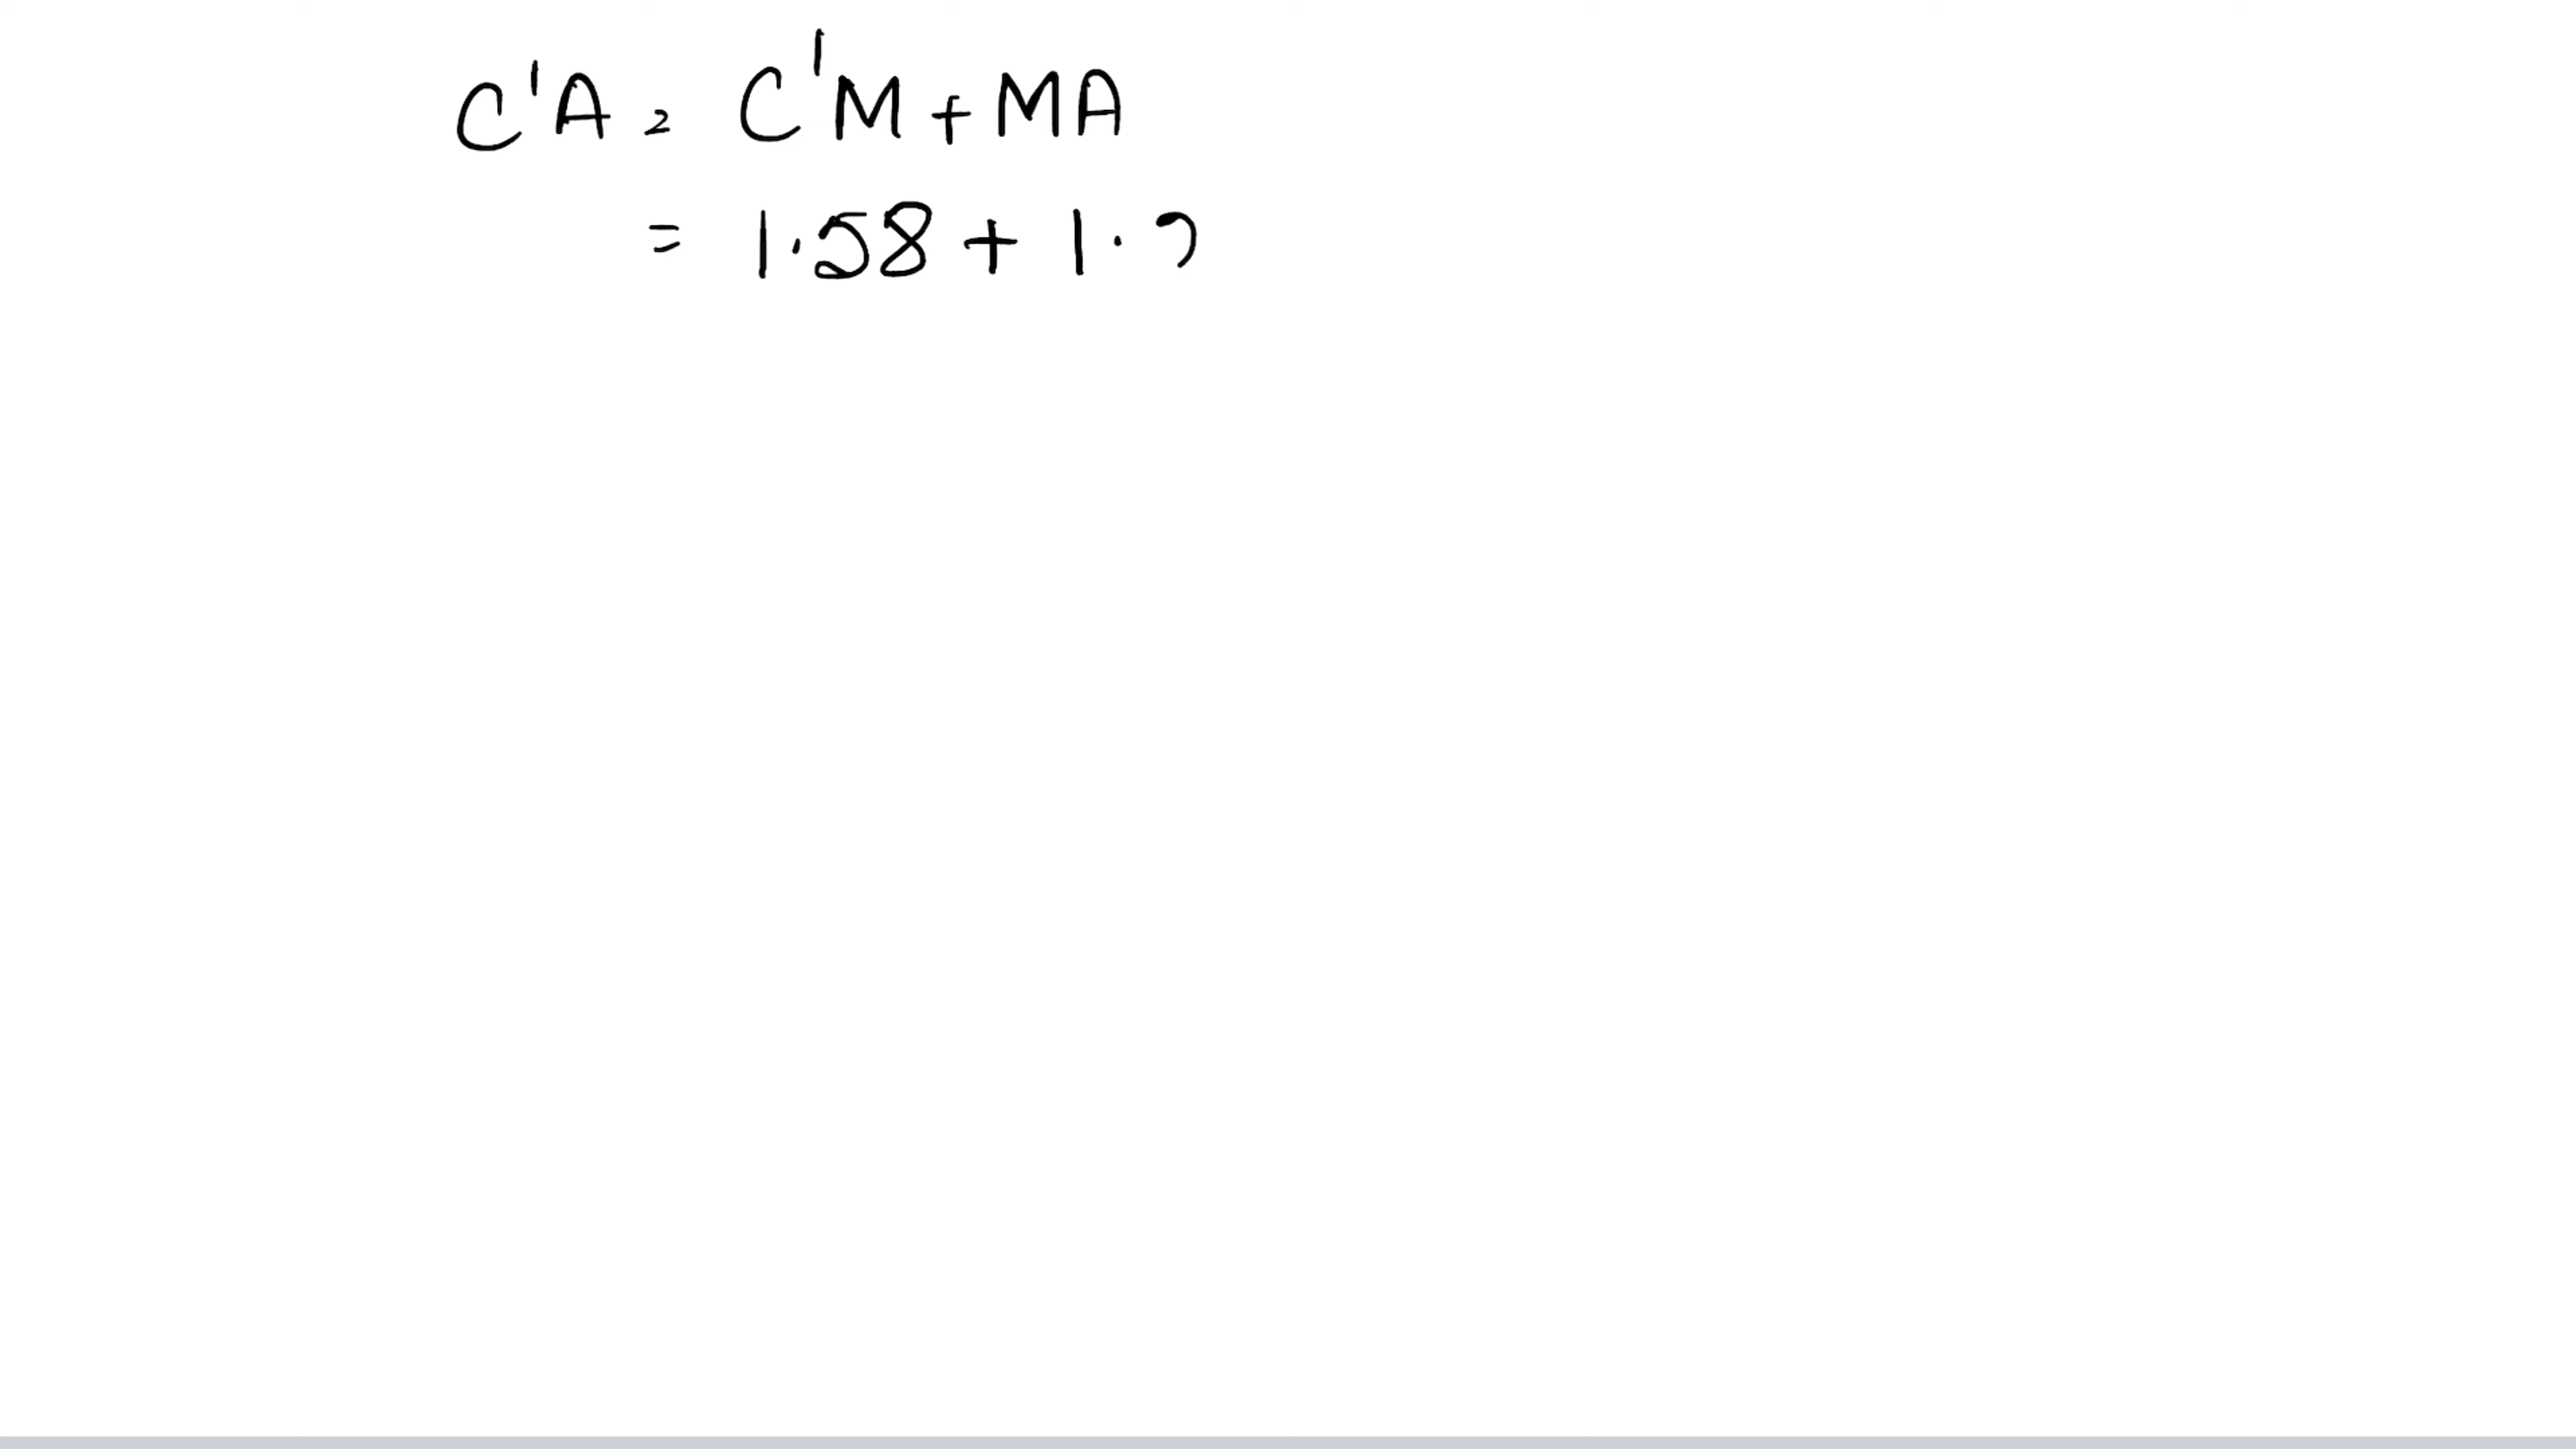 C'A = C'M + MA
= 1.58 + 1.